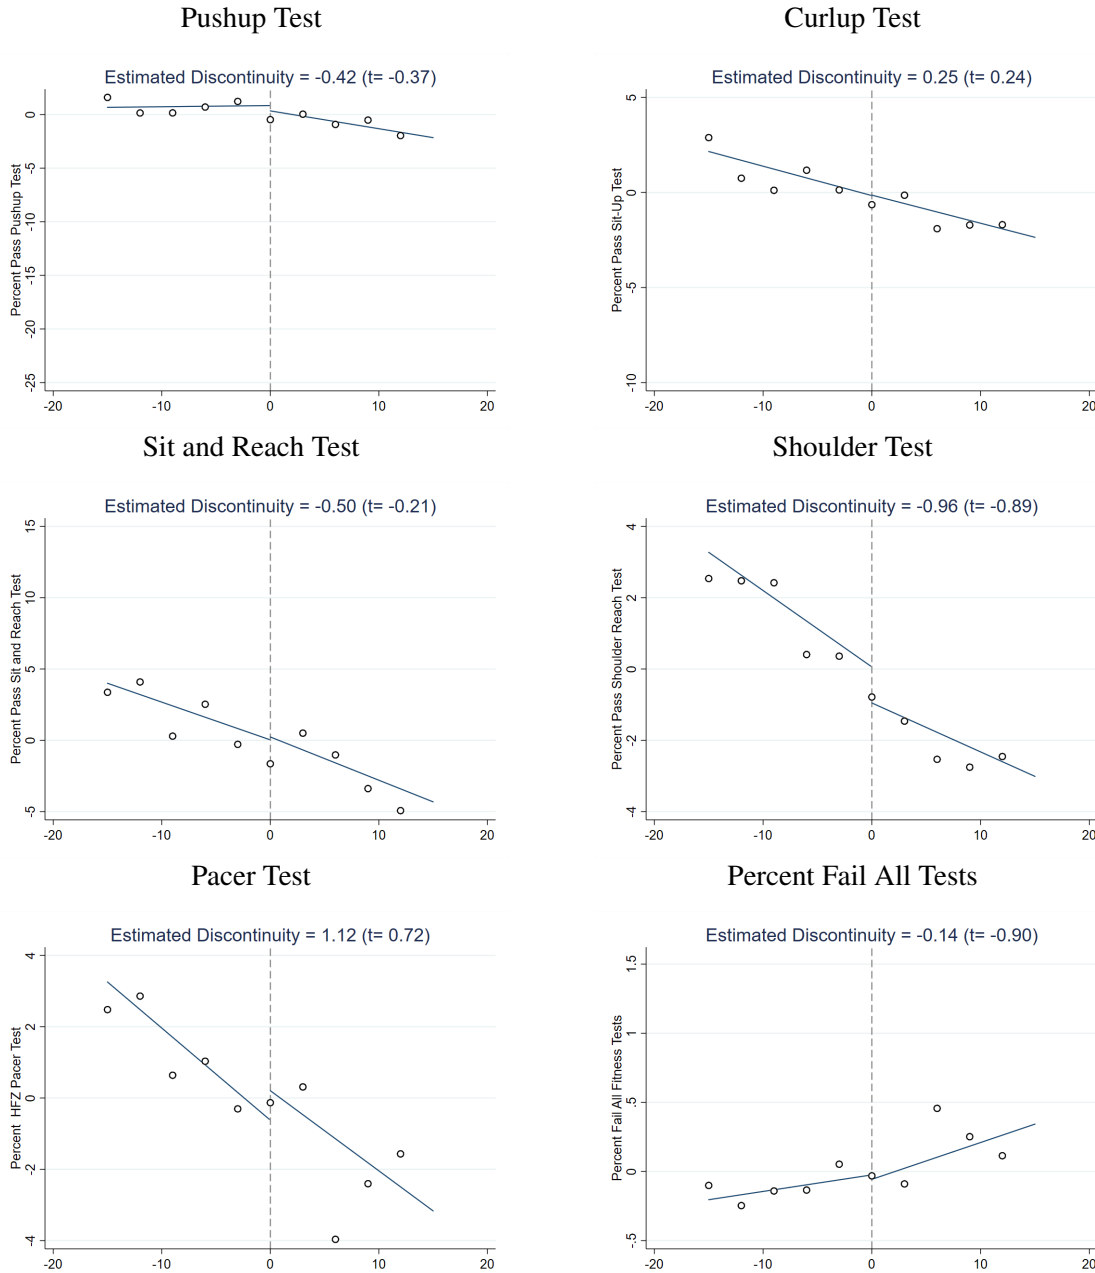 Pushup Test
Estimated Discontinuity = -0.42 (t= -0.37)
Percent Pass Pushup Test
0
-5
-10
-15
-20
-25
-20 -10 0 10 20
Curlup Test
Estimated Discontinuity = 0.25 (t= 0.24)
Percent Pass Sit-Up Test
5
0
-5
-10
-20 -10 0 10 20
Sit and Reach Test
Estimated Discontinuity = -0.50 (t= -0.21)
Percent Pass Sit and Reach Test
15
10
5
0
-5
-20 -10 0 10 20
Shoulder Test
Estimated Discontinuity = -0.96 (t= -0.89)
Percent Pass Shoulder Reach Test
4
2
0
-2
-4
-20 -10 0 10 20
Pacer Test
Estimated Discontinuity = 1.12 (t= 0.72)
Percent HFZ Pacer Test
4
2
0
-2
-4
-20 -10 0 10 20
Percent Fail All Tests
Estimated Discontinuity = -0.14 (t= -0.90)
Percent Fail All Fitness Tests
1.5
1
.5
0
-.5
-20 -10 0 10 20